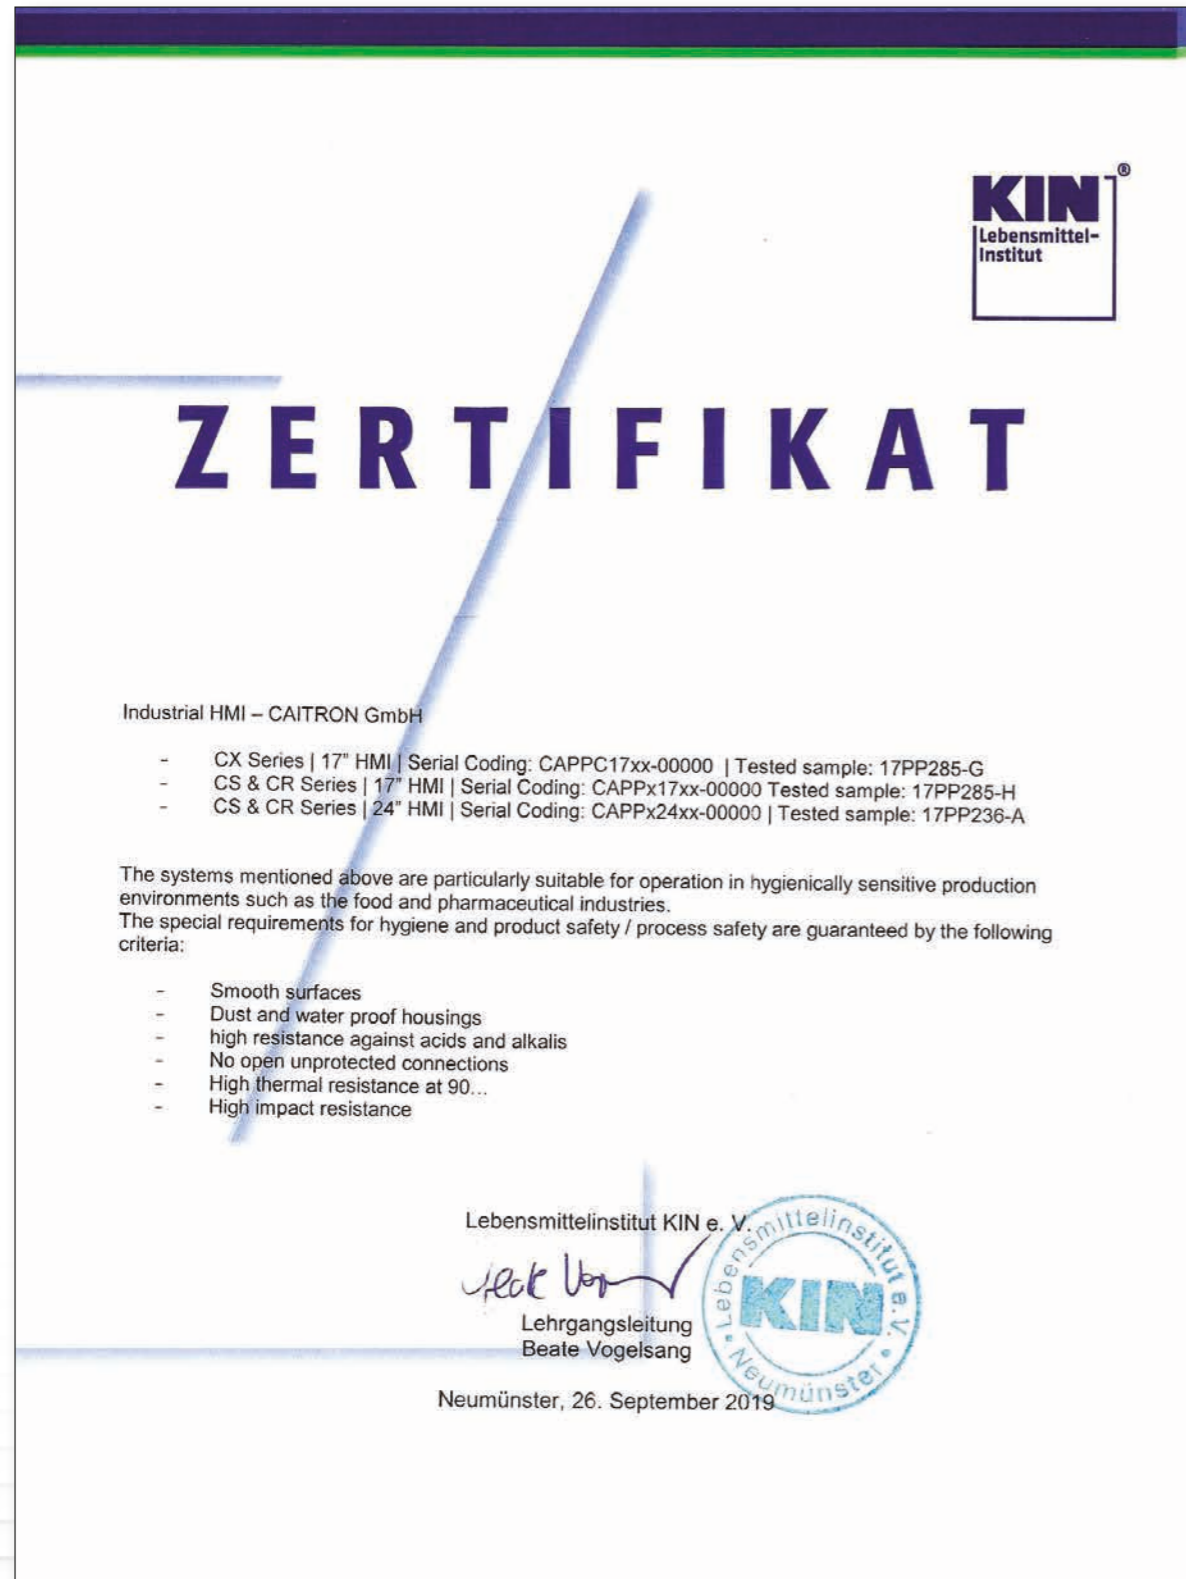 KIN®
Lebensmittel-
Institut
ZERTIFIKAT
Industrial HMI – CAITRON GmbH
- CX Series | 17" HMI | Serial Coding: CAPPC17xx-00000 | Tested sample: 17PP285-G
- CS & CR Series | 17" HMI | Serial Coding: CAPPx17xx-00000 Tested sample: 17PP285-H
- CS & CR Series | 24" HMI | Serial Coding: CAPPx24xx-00000 | Tested sample: 17PP236-A
The systems mentioned above are particularly suitable for operation in hygienically sensitive production
environments such as the food and pharmaceutical industries.
The special requirements for hygiene and product safety / process safety are guaranteed by the following
criteria:
- Smooth surfaces
- Dust and water proof housings
- high resistance against acids and alkalis
- No open unprotected connections
- High thermal resistance at 90...
- High impact resistance
Lebensmittelinstitut KIN e. V.
Lehrgangsleitung
Beate Vogelsang
Neumünster, 26. September 2019
Lebensmittelinstitut e.V.
KIN
Neumünster